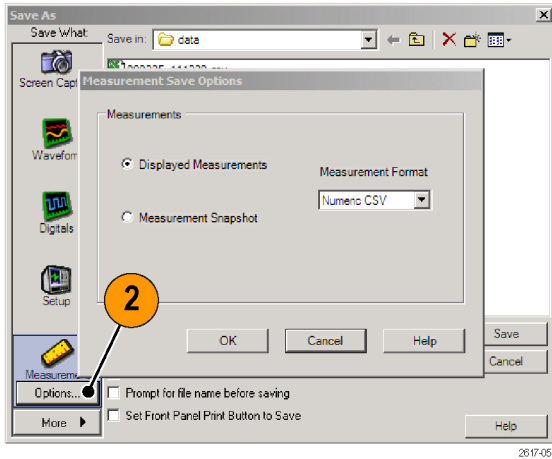 Save As
Save What:
Save in:
data
Screen Cap
Measurement Save Options
Measurements
Displayed Measurements
Measurement Format
Numeric CSV
Measurement Snapshot
Wavefor
Digitals
Setup
2
OK
Cancel
Help
Save
Cancel
Measureme
Options...
Prompt for file name before saving
More
Set Front Panel Print Button to Save
Help
2617-05